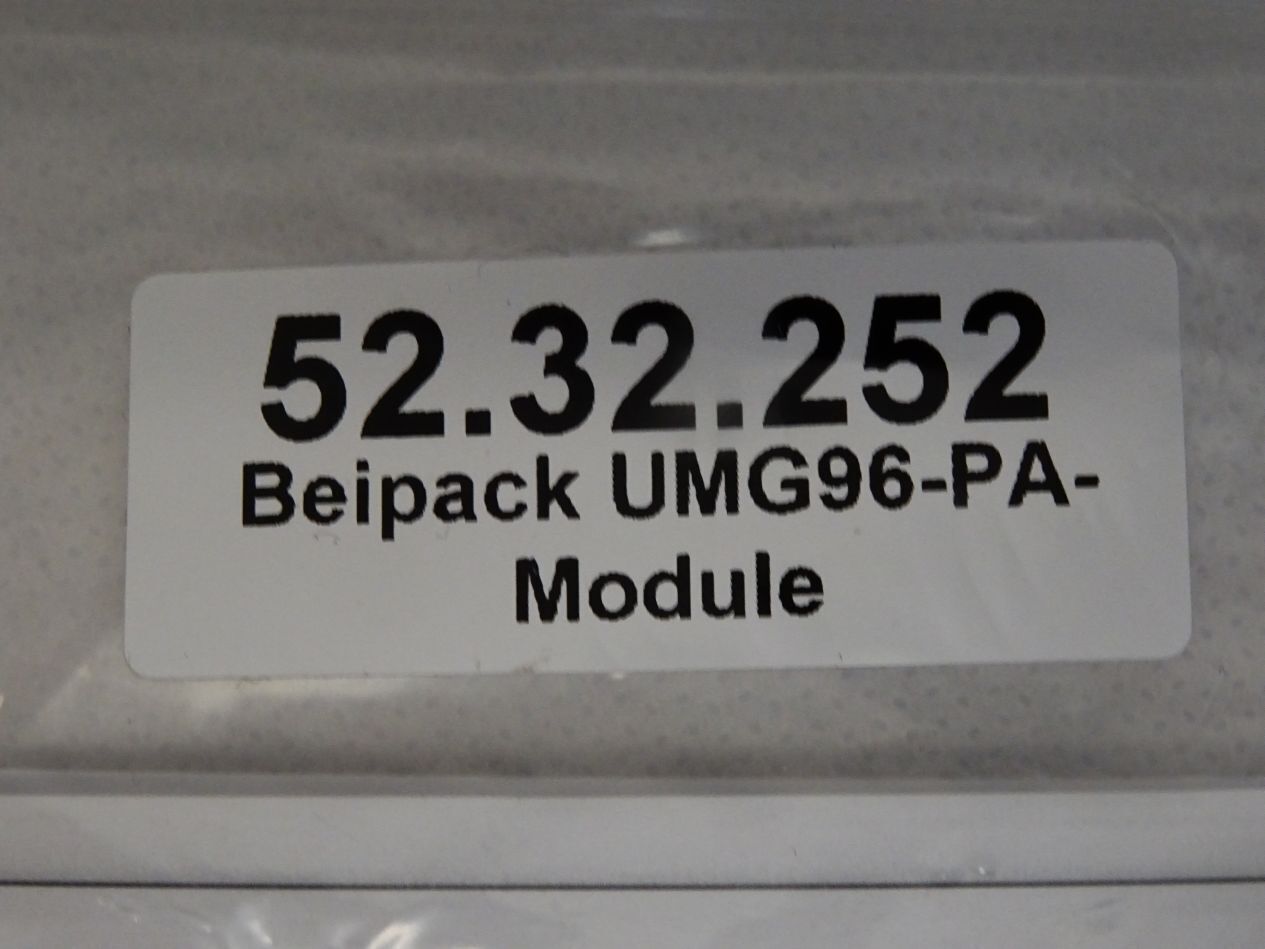 52.32.252
Beipack UMG96-PA-
Module